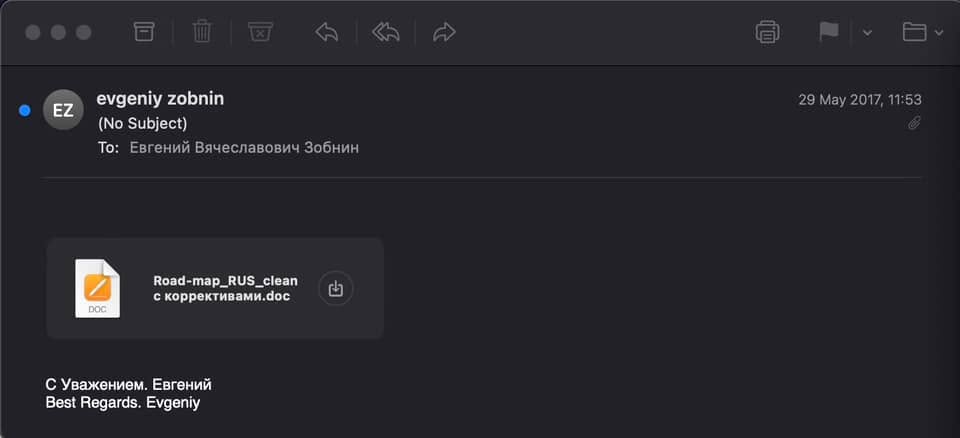 EZ
evgeniy zobnin
29 May 2017, 11:53
(No Subject)
To: Евгений Вячеславович Зобнин
DOC
Road-map_RUS_clean
с коррективами.doc
С Уважением. Евгений
Best Regards. Evgeniy